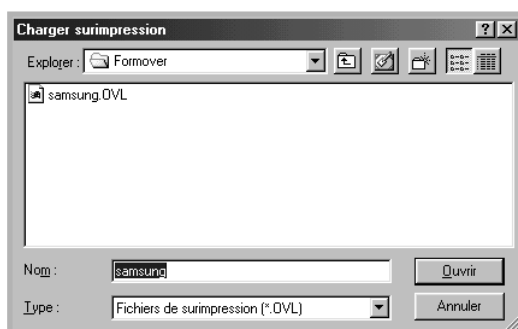 Charger surimpression
Explorer : Formover
samsung.OVL
Nom : samsung Ouvrir
Type : Fichiers de surimpression (*.OVL) Annuler